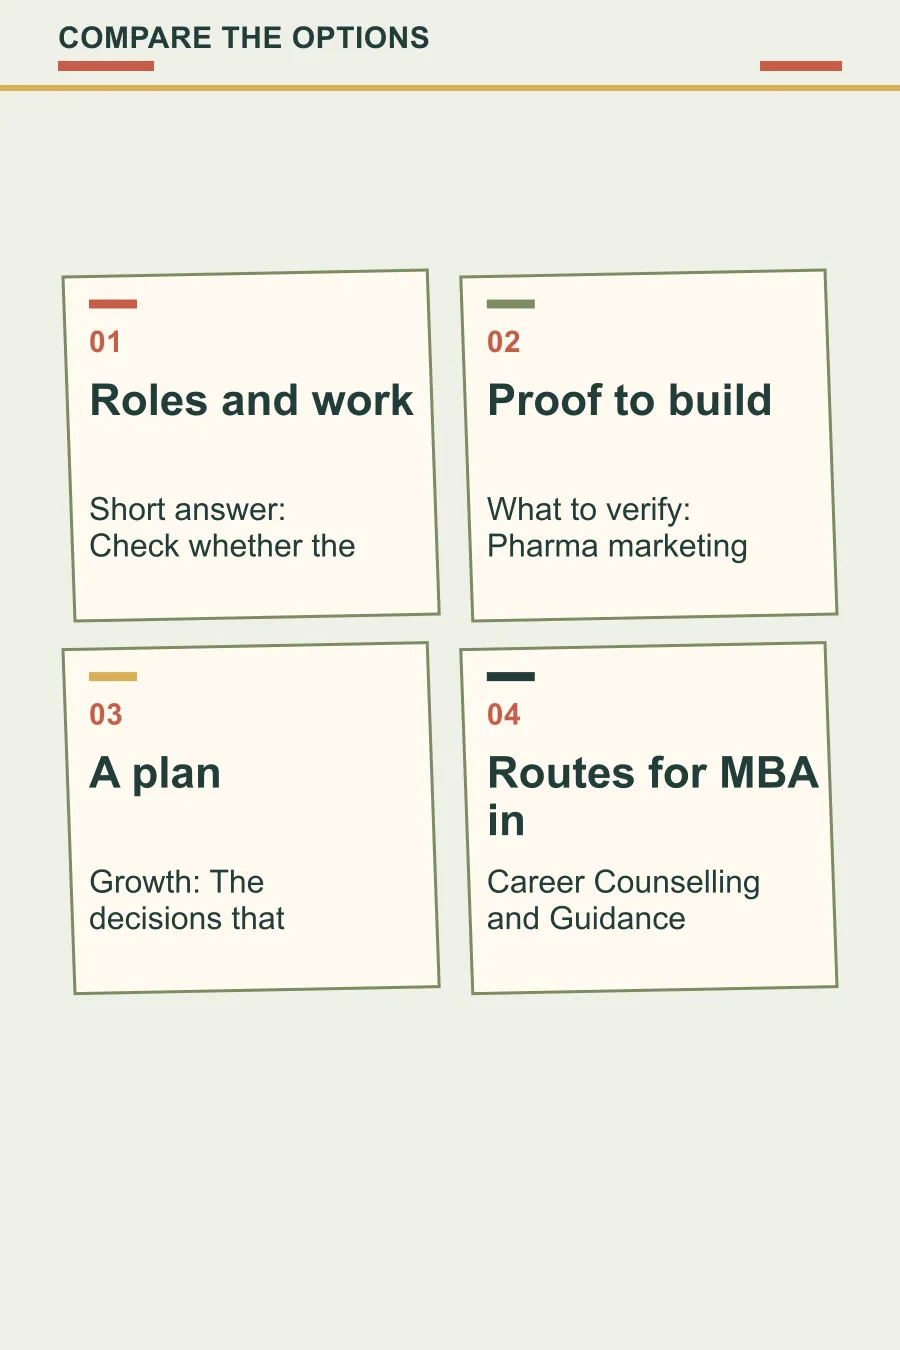 COMPARE THE OPTIONS
01
Roles and work
Short answer:
Check whether the
02
Proof to build
What to verify:
Pharma marketing
03
A plan
Growth: The
decisions that
04
Routes for MBA
in
Career Counselling
and Guidance